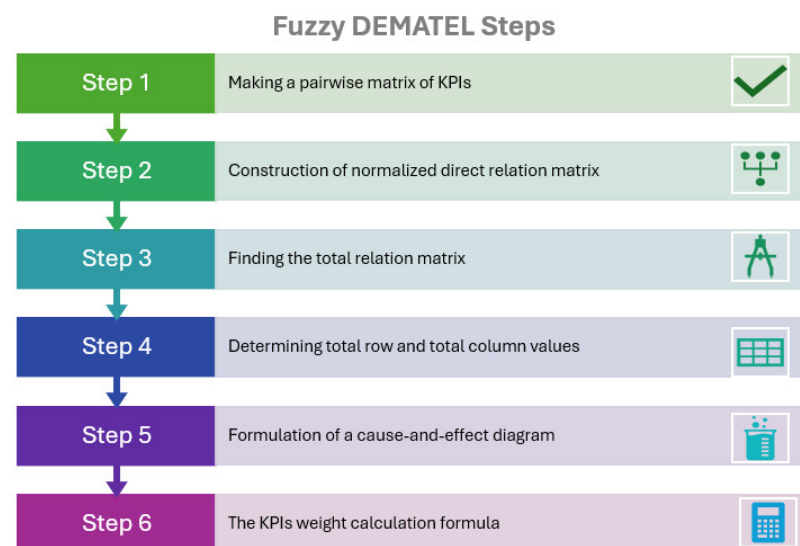 Fuzzy DEMATEL Steps
Step 1
Making a pairwise matrix of KPIs
Step 2
Construction of normalized direct relation matrix
Step 3
Finding the total relation matrix
Step 4
Determining total row and total column values
Step 5
Formulation of a cause-and-effect diagram
Step 6
The KPIs weight calculation formula